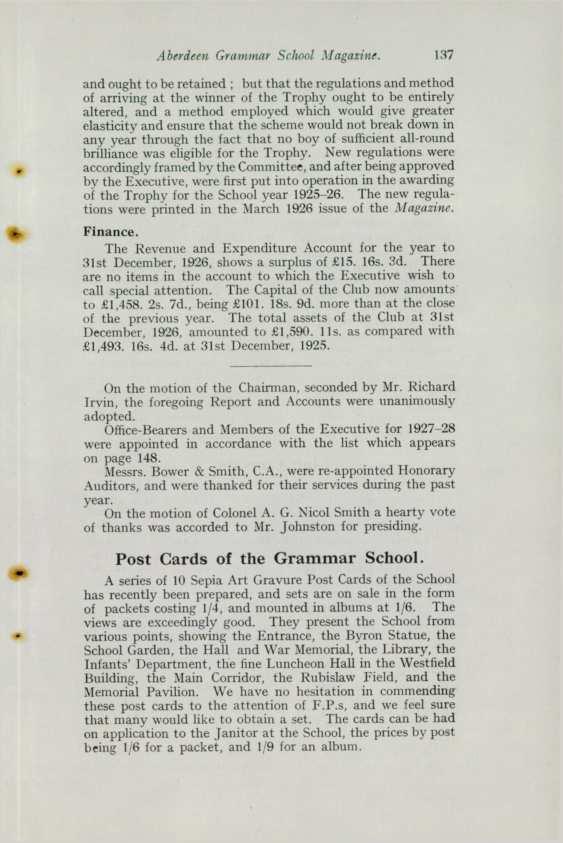 Aberdeen Grammar School Magazine. 137
and ought to be retained ; but that the regulations and method
of arriving at the winner of the Trophy ought to be entirely
altered, and a method employed which would give greater
elasticity and ensure that the scheme would not break down in
any year through the fact that no boy of sufficient all-round
brilliance was eligible for the Trophy. New regulations were
accordingly framed by the Committee, and after being approved
by the Executive, were first put into operation in the awarding
of the Trophy for the School year 1925–26. The new regula-
tions were printed in the March 1926 issue of the Magazine.
Finance.
The Revenue and Expenditure Account for the year to
31st December, 1926, shows a surplus of £15. 16s. 3d. There
are no items in the account to which the Executive wish to
call special attention. The Capital of the Club now amounts
to £1,458. 2s. 7d., being £101. 18s. 9d. more than at the close
of the previous year. The total assets of the Club at 31st
December, 1926, amounted to £1,590. 11s. as compared with
£1,493. 16s. 4d. at 31st December, 1925.
On the motion of the Chairman, seconded by Mr. Richard
Irvin, the foregoing Report and Accounts were unanimously
adopted.
Office-Bearers and Members of the Executive for 1927–28
were appointed in accordance with the list which appears
on page 148.
Messrs. Bower & Smith, C.A., were re-appointed Honorary
Auditors, and were thanked for their services during the past
year.
On the motion of Colonel A. G. Nicol Smith a hearty vote
of thanks was accorded to Mr. Johnston for presiding.
Post Cards of the Grammar School.
A series of 10 Sepia Art Gravure Post Cards of the School
has recently been prepared, and sets are on sale in the form
of packets costing 1/4, and mounted in albums at 1/6. The
views are exceedingly good. They present the School from
various points, showing the Entrance, the Byron Statue, the
School Garden, the Hall and War Memorial, the Library, the
Infants' Department, the fine Luncheon Hall in the Westfield
Building, the Main Corridor, the Rubislaw Field, and the
Memorial Pavilion. We have no hesitation in commending
these post cards to the attention of F.P.s, and we feel sure
that many would like to obtain a set. The cards can be had
on application to the Janitor at the School, the prices by post
being 1/6 for a packet, and 1/9 for an album.